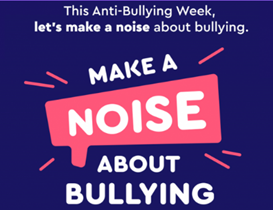 This Anti-Bullying Week,
let's make a noise about bullying.
MAKE A
NOISE
ABOUT
BULLYING